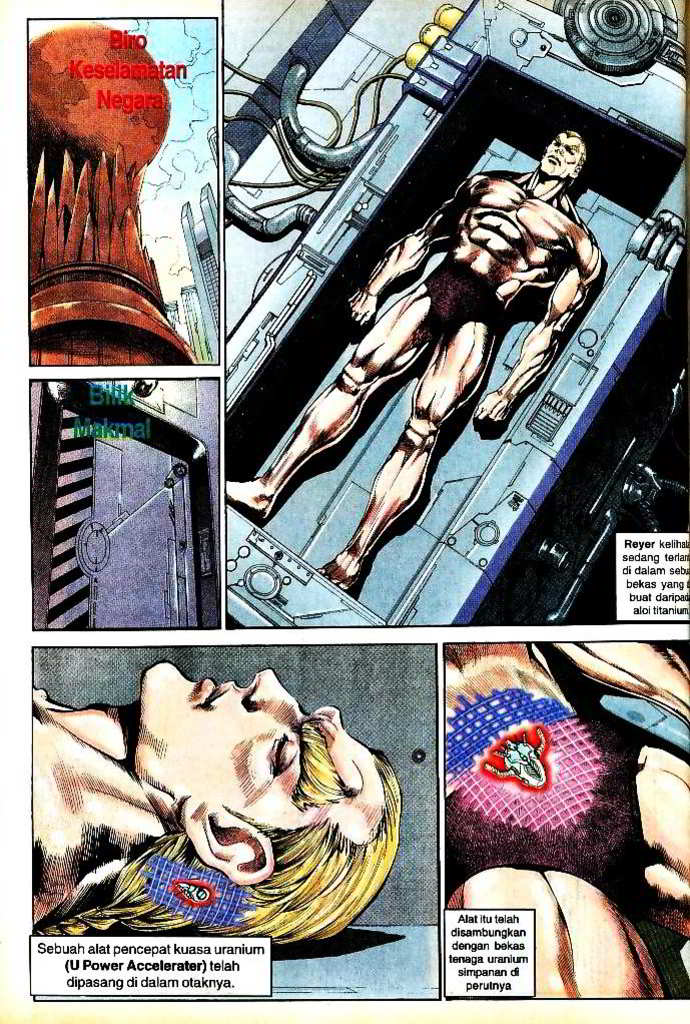 Biro
Keselamatan
Negara
Bilik
Makmal
Reyer
sedang
di dalam
bekas yang
buat
aloi titanium
Sebuah alat pencepat kuasa uranium
(U Power Accelerater) telah
dipasang di dalam otaknya.
Alat itu telah
disambungkan
dengan bekas
tenaga uranium
simpanan di
perutnya